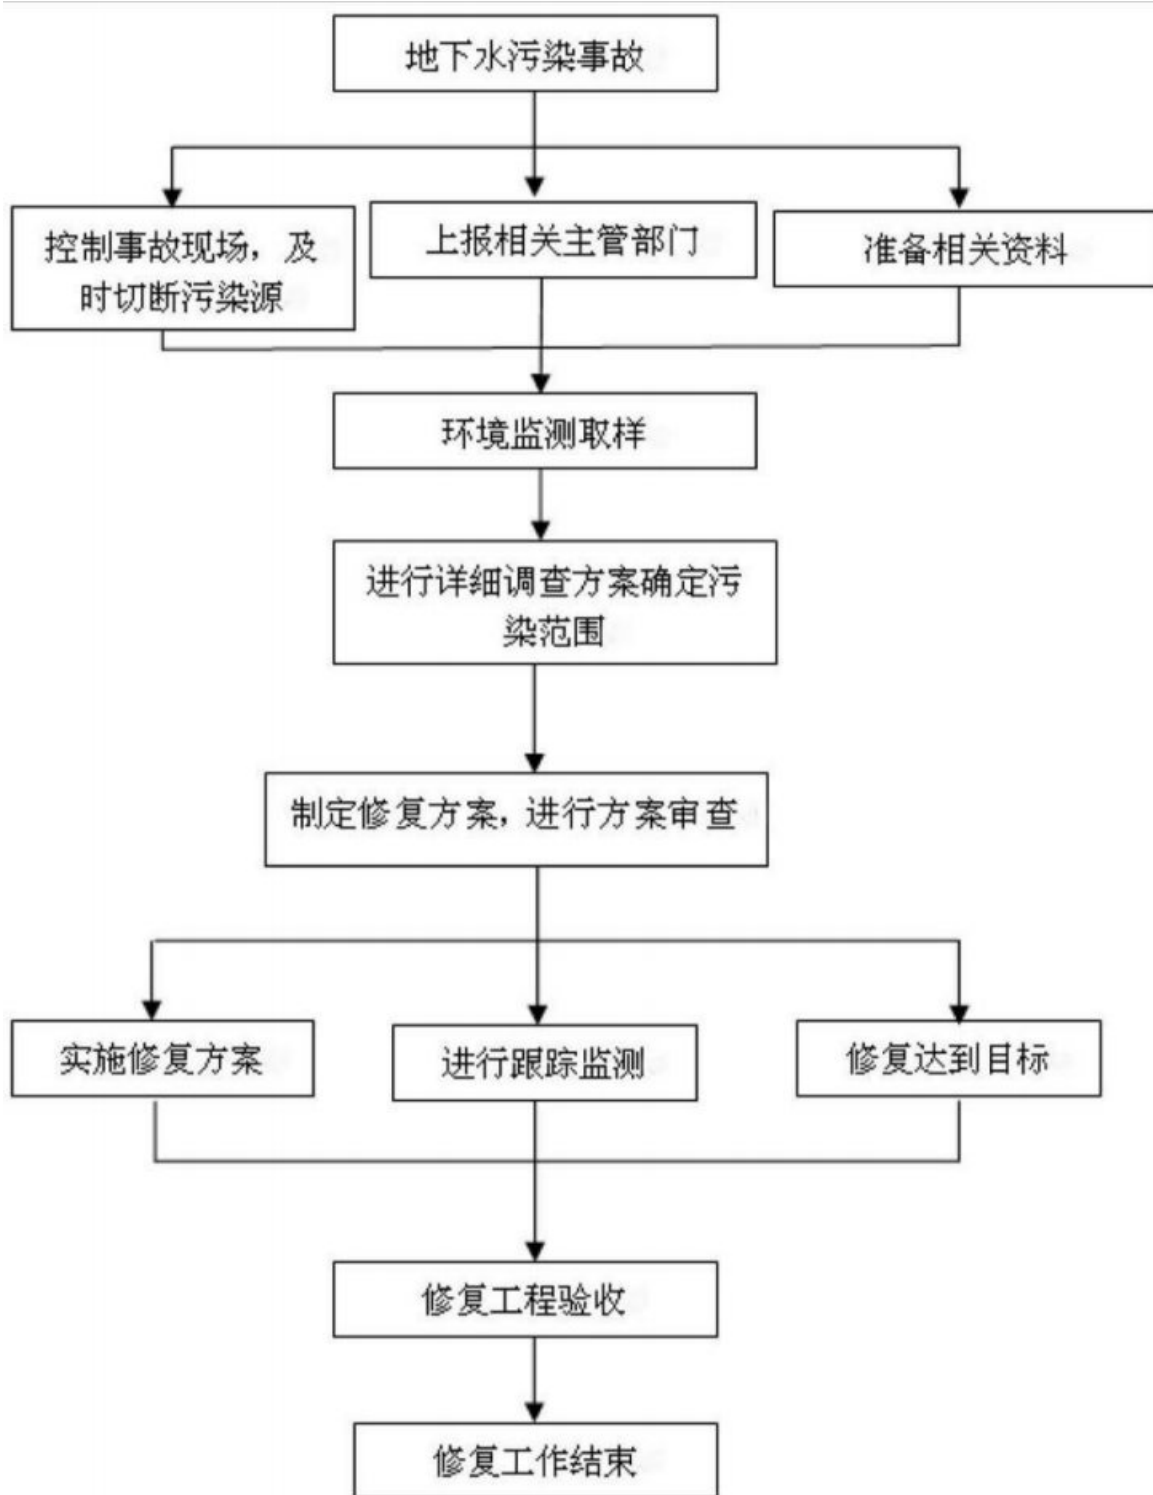 地下水污染事故
控制事故现场，及
时切断污染源
上报相关主管部门
准备相关资料
环境监测取样
进行详细调查方案确定污
染范围
制定修复方案，进行方案审查
实施修复方案
进行跟踪监测
修复达到目标
修复工程验收
修复工作结束